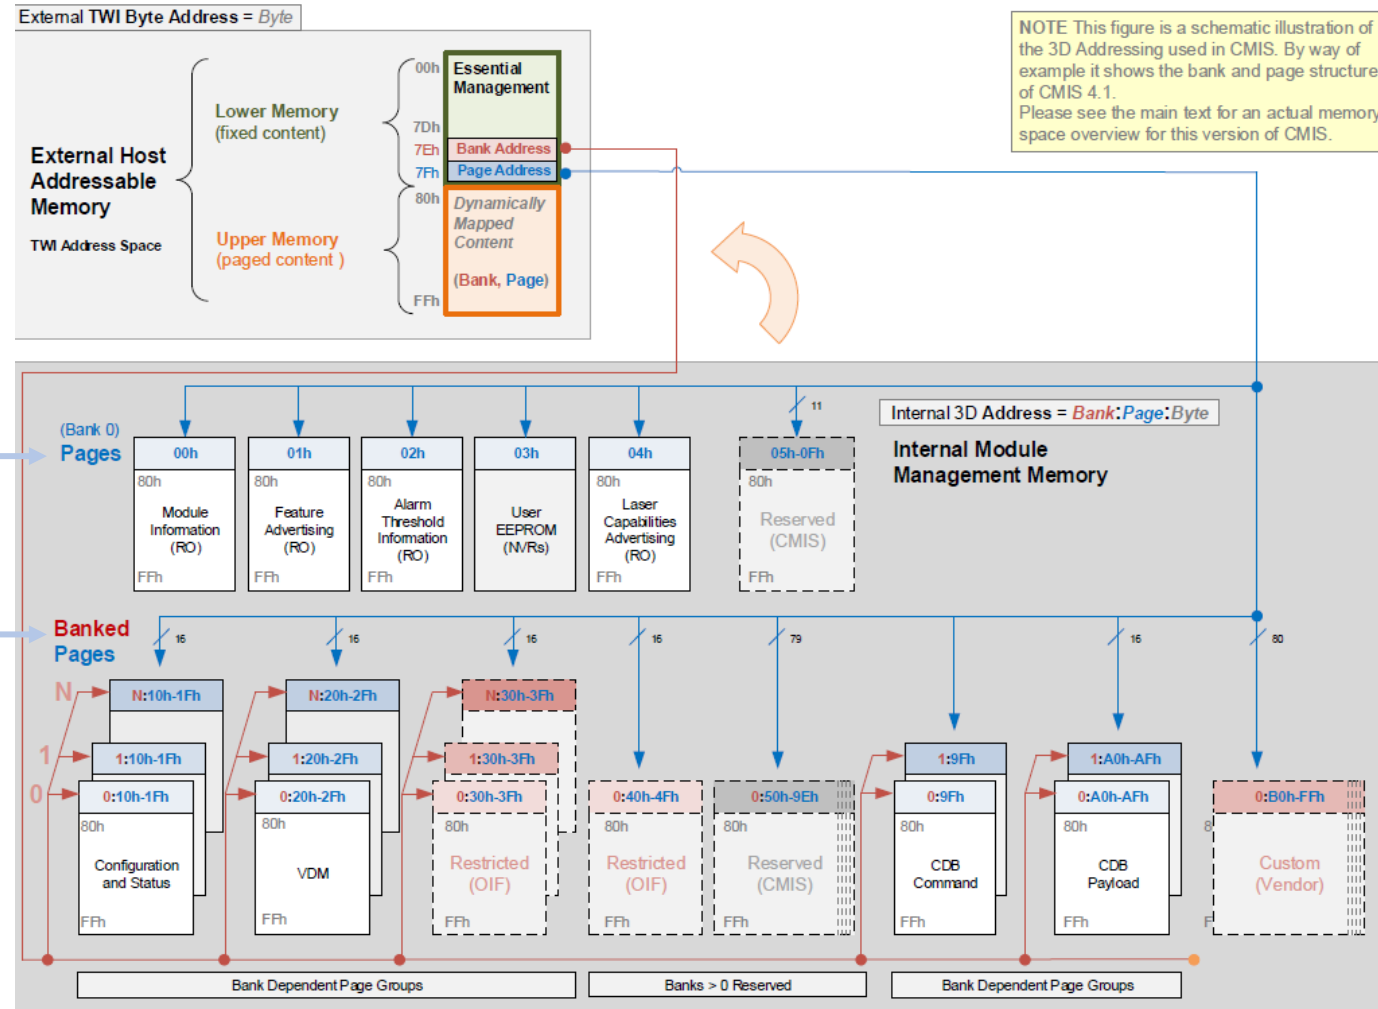 External TWI Byte Address = Byte
NOTE This figure is a schematic illustration of
the 3D Addressing used in CMIS. By way of
example it shows the bank and page structure
of CMIS 4.1.
Please see the main text for an actual memory
space overview for this version of CMIS.
External Host
Addressable
Memory
TWI Address Space
Lower Memory
(fixed content)
Upper Memory
(paged content )
00h
7Dh
7Eh
7Fh
80h
FFh
Essential
Management
Bank Address
Page Address
Dynamically
Mapped
Content
(Bank, Page)
Internal 3D Address = Bank:Page:Byte
Internal Module
Management Memory
(Bank 0)
Pages
11
00h
80h
Module
Information
(RO)
FFh
01h
80h
Feature
Advertising
(RO)
FFh
02h
80h
Alarm
Threshold
Information
(RO)
FFh
03h
User
EEPROM
(NVRs)
04h
80h
Laser
Capabilities
Advertising
(RO)
FFh
05h-0Fh
80h
Reserved
(CMIS)
FFh
Banked
Pages
16
16
16
16
79
16
80
N
1
0
N:10h-1Fh
1:10h-1Fh
0:10h-1Fh
80h
Configuration
and Status
FFh
N:20h-2Fh
1:20h-2Fh
0:20h-2Fh
80h
VDM
FFh
N:30h-3Fh
1:30h-3Fh
0:30h-3Fh
80h
Restricted
(OIF)
FFh
0:40h-4Fh
80h
Restricted
(OIF)
FFh
0:50h-9Eh
80h
Reserved
(CMIS)
FFh
1:9Fh
0:9Fh
80h
CDB
Command
FFh
1:A0h-AFh
0:A0h-AFh
80h
CDB
Payload
FFh
0:B0h-FFh
8
Custom
(Vendor)
F
Bank Dependent Page Groups
Banks > 0 Reserved
Bank Dependent Page Groups